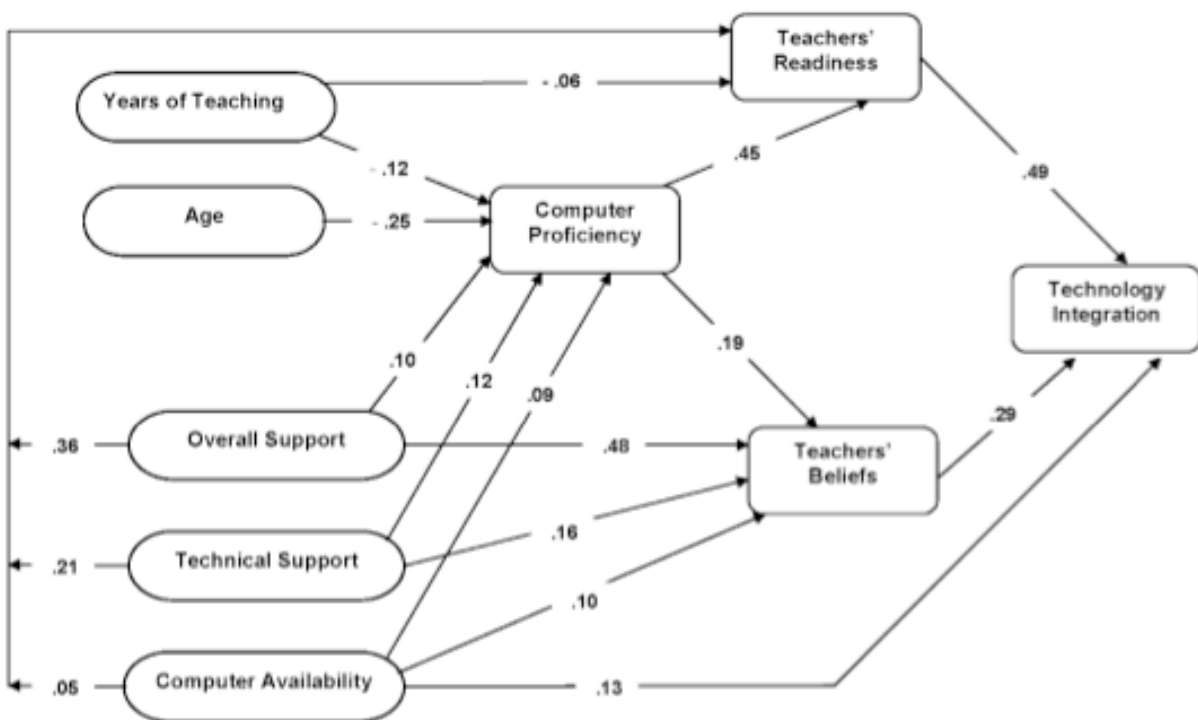 Teachers'
Readiness
Years of Teaching
- .06
.45
.49
- .12
Age
- .25
Computer
Proficiency
Technology
Integration
.19
.10
.12
.09
.29
.36
Overall Support
.48
Teachers'
Beliefs
.16
.21
Technical Support
.10
.05
Computer Availability
.13